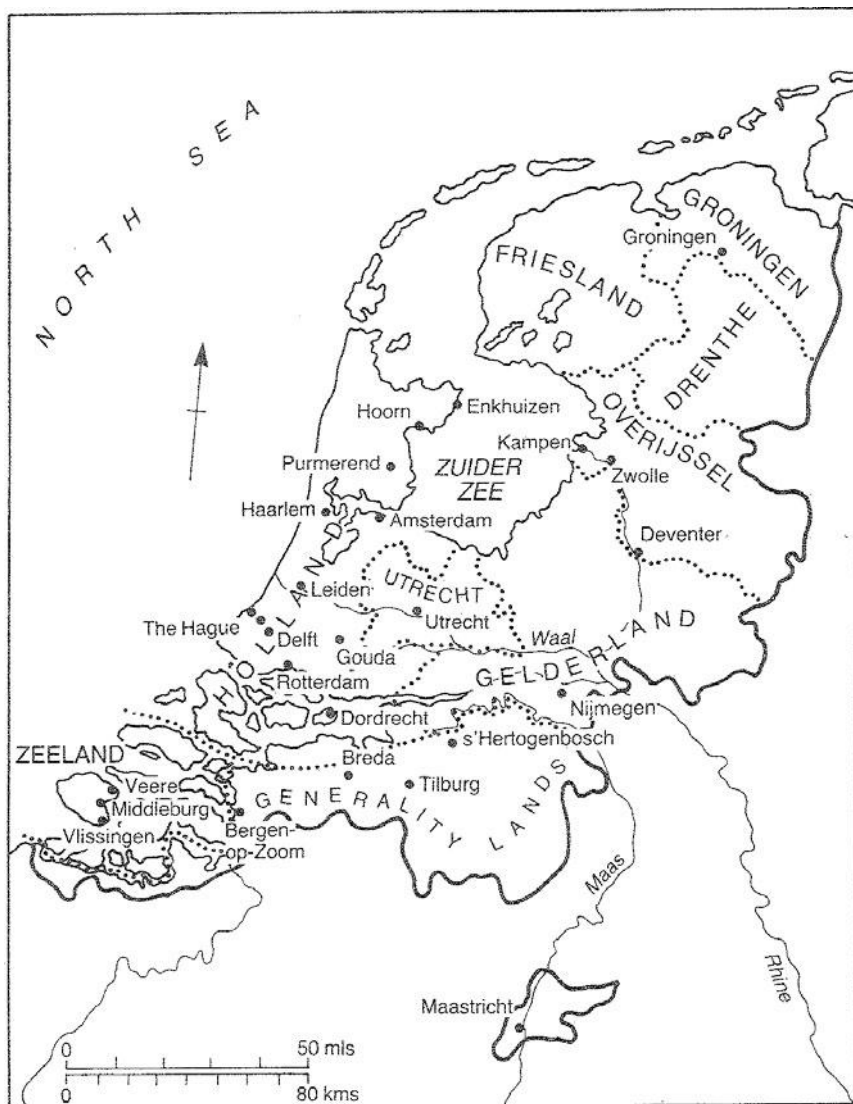 NORTH SEA
GRONINGEN
Groningen
FRIESLAND
DRENTHE
Enkhuizen
Hoorn
OVERIJSSEL
Kampen
Purmerend
ZUIDER
ZEE
Zwolle
Haarlem
Amsterdam
Deventer
HOLLAND
UTRECHT
Leiden
Utrecht
The Hague
Delft
Gouda
Waal
GELDERLAND
Rotterdam
Nijmegen
Dordrecht
s'Hertogenbosch
ZEELAND
Breda
Veere
Tilburg
Middleburg
GENERALITY LANDS
Vlissingen
Bergen-
op-Zoom
Maas
Rhine
Maastricht
0 50 mls
0 80 kms